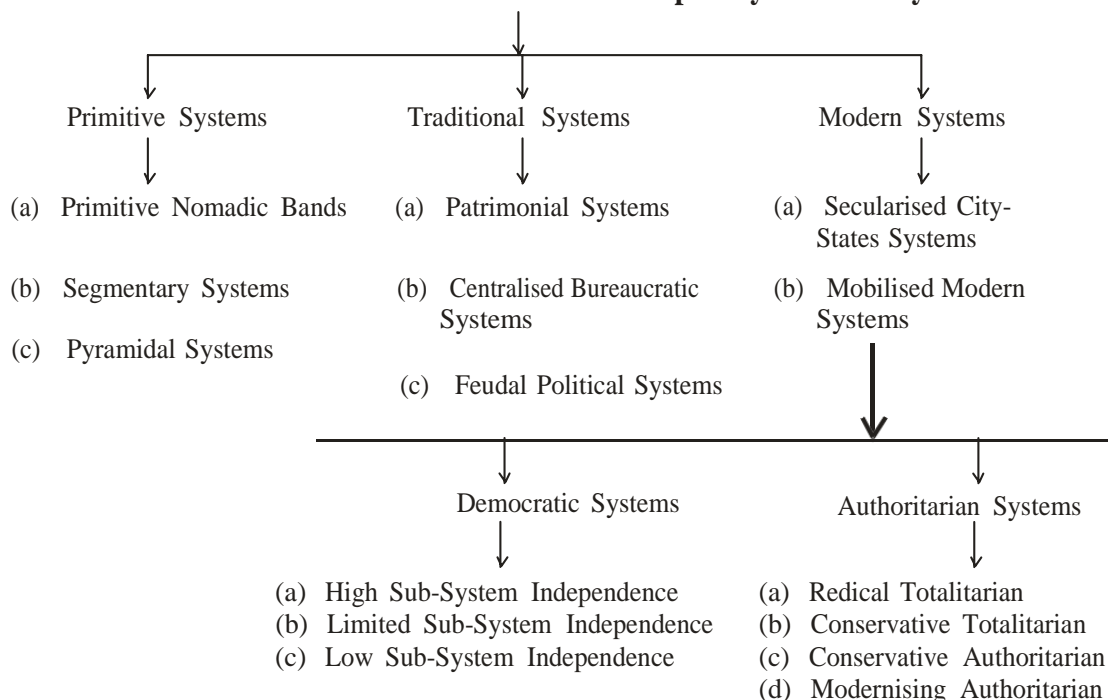 Primitive Systems
Traditional Systems
Modern Systems
(a) Primitive Nomadic Bands
(b) Segmentary Systems
(c) Pyramidal Systems
(a) Patrimonial Systems
(b) Centralised Bureaucratic
Systems
(c) Feudal Political Systems
(a) Secularised City-
States Systems
(b) Mobilised Modern
Systems
Democratic Systems
Authoritarian Systems
(a) High Sub-System Independence
(b) Limited Sub-System Independence
(c) Low Sub-System Independence
(a) Redical Totalitarian
(b) Conservative Totalitarian
(c) Conservative Authoritarian
(d) Modernising Authoritarian